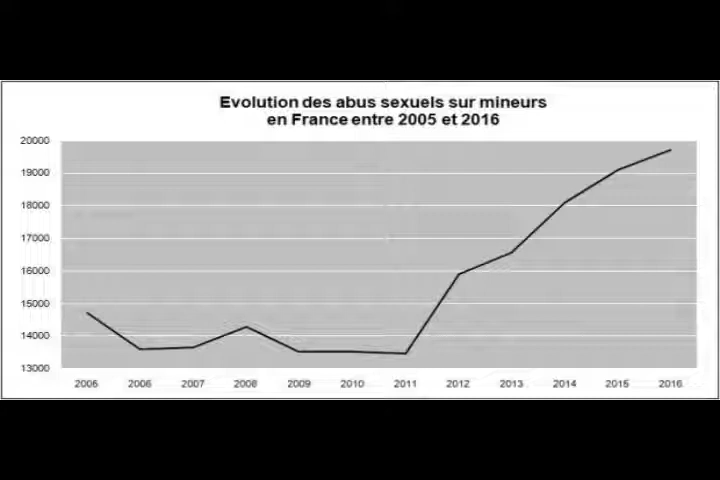 Evolution des abus sexuels sur mineurs
en France entre 2005 et 2016
20000
19000
18000
17000
16000
15000
14000
13000
2005 2006 2007 2008 2009 2010 2011 2012 2013 2014 2015 2016